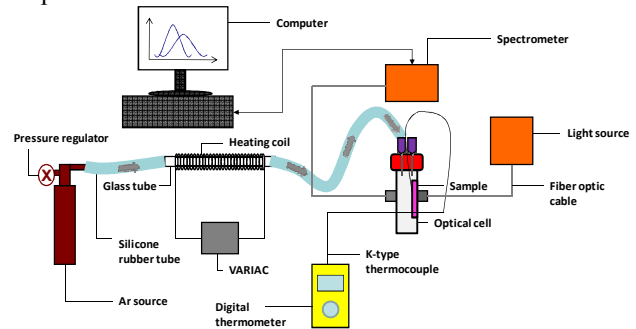 Computer
Spectrometer
Pressure regulator
Heating coil
Light source
X
Glass tube
Sample
Fiber optic
cable
Optical cell
Silicone
rubber tube
VARIAC
K-type
thermocouple
Ar source
Digital
thermometer